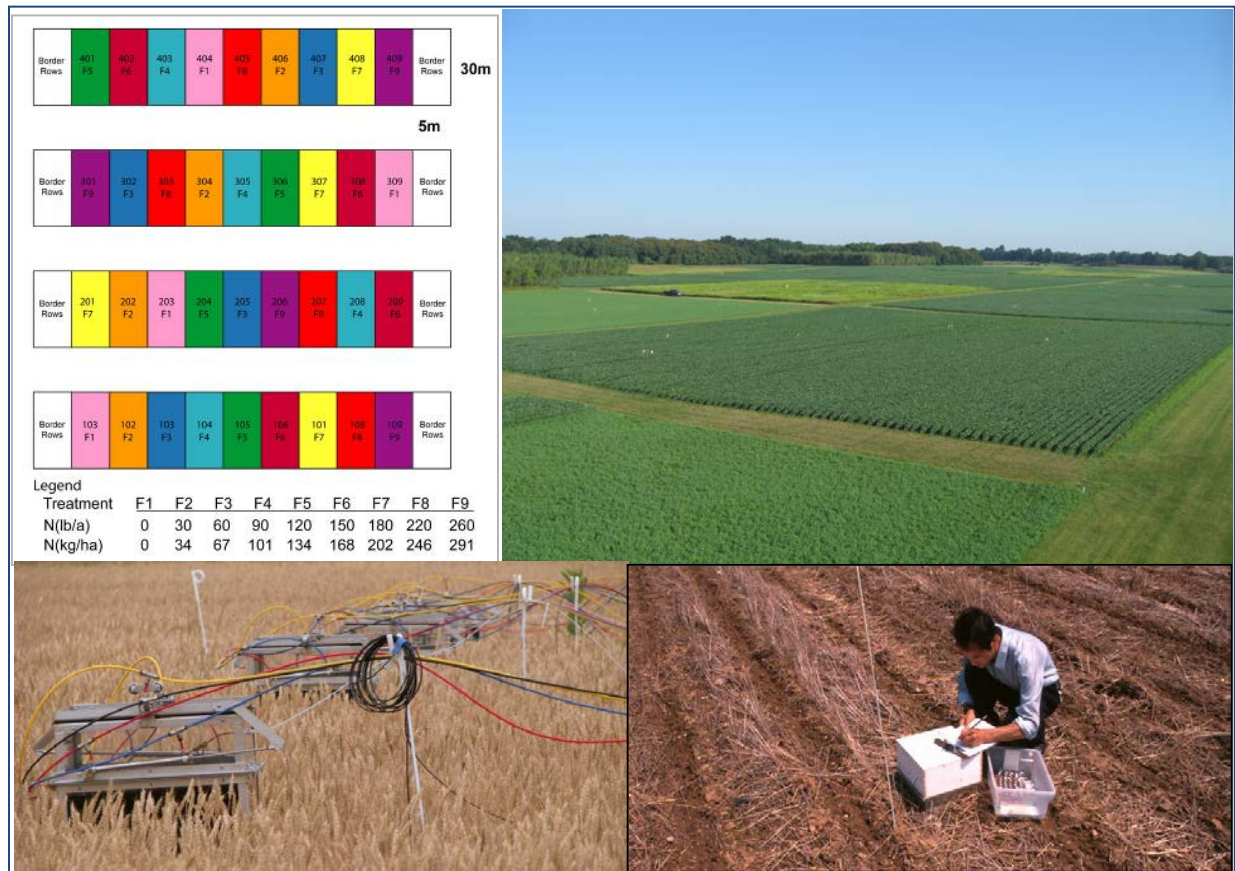 Border 401 402 403 404 405 406 407 408 409 Border
Rows F5 F6 F4 F1 F8 F2 F3 F7 F9 Rows
30m
5m
Border 301 302 303 304 305 306 307 308 309 Border
Rows F9 F3 F8 F2 F4 F5 F7 F6 F1 Rows
Border 201 202 203 204 205 206 207 208 209 Border
Rows F7 F2 F1 F5 F3 F9 F8 F4 F6 Rows
Border 103 102 103 104 105 106 101 108 109 Border
Rows F1 F2 F3 F4 F5 F6 F7 F8 F9 Rows
Legend
Treatment F1 F2 F3 F4 F5 F6 F7 F8 F9
N(lb/a) 0 30 60 90 120 150 180 220 260
N(kg/ha) 0 34 67 101 134 168 202 246 291